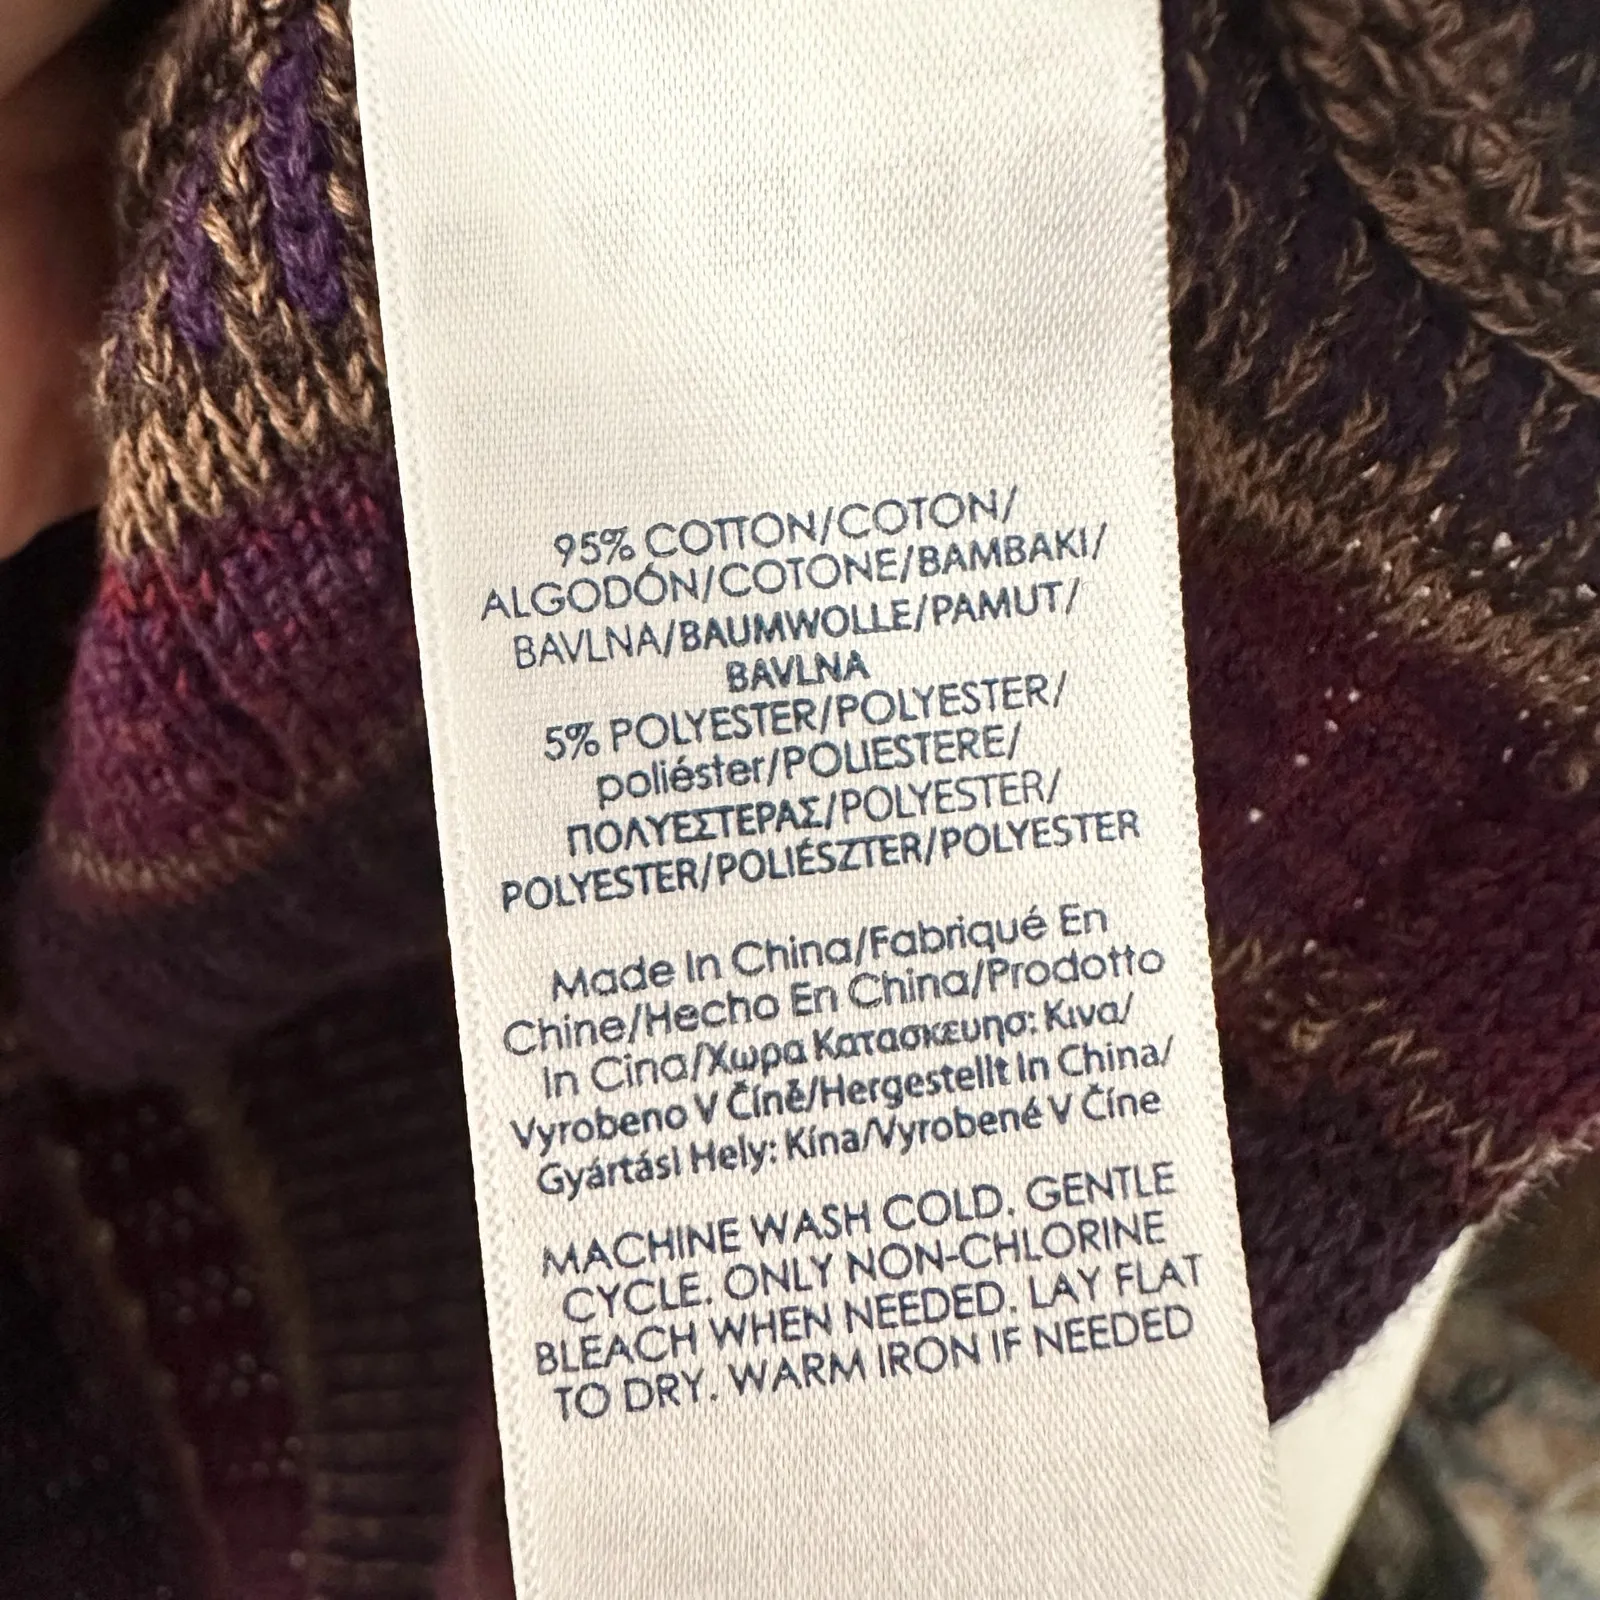 95% COTTON/COTON/
ALGODÓN/COTONE/BAMBAKI/
BAVLNA/BAUMWOLLE/PAMUT/
BAVLNA
5% POLYESTER/POLYESTER/
poliéster/POLIESTERE/
ΠΟΛΥΕΣΤΕΡΑΣ/POLYESTER/
POLYESTER/POLIÉSZTER/POLYESTER
Made In China/Fabriqué En
Chine/Hecho En China/Prodotto
In Cina/Χωρα Κατασκευησ: Κινα/
Vyrobeno V Číně/Hergestellt In China/
Gyártási Hely: Kína/Vyrobené V Číne
MACHINE WASH COLD. GENTLE
CYCLE. ONLY NON-CHLORINE
BLEACH WHEN NEEDED. LAY FLAT
TO DRY. WARM IRON IF NEEDED